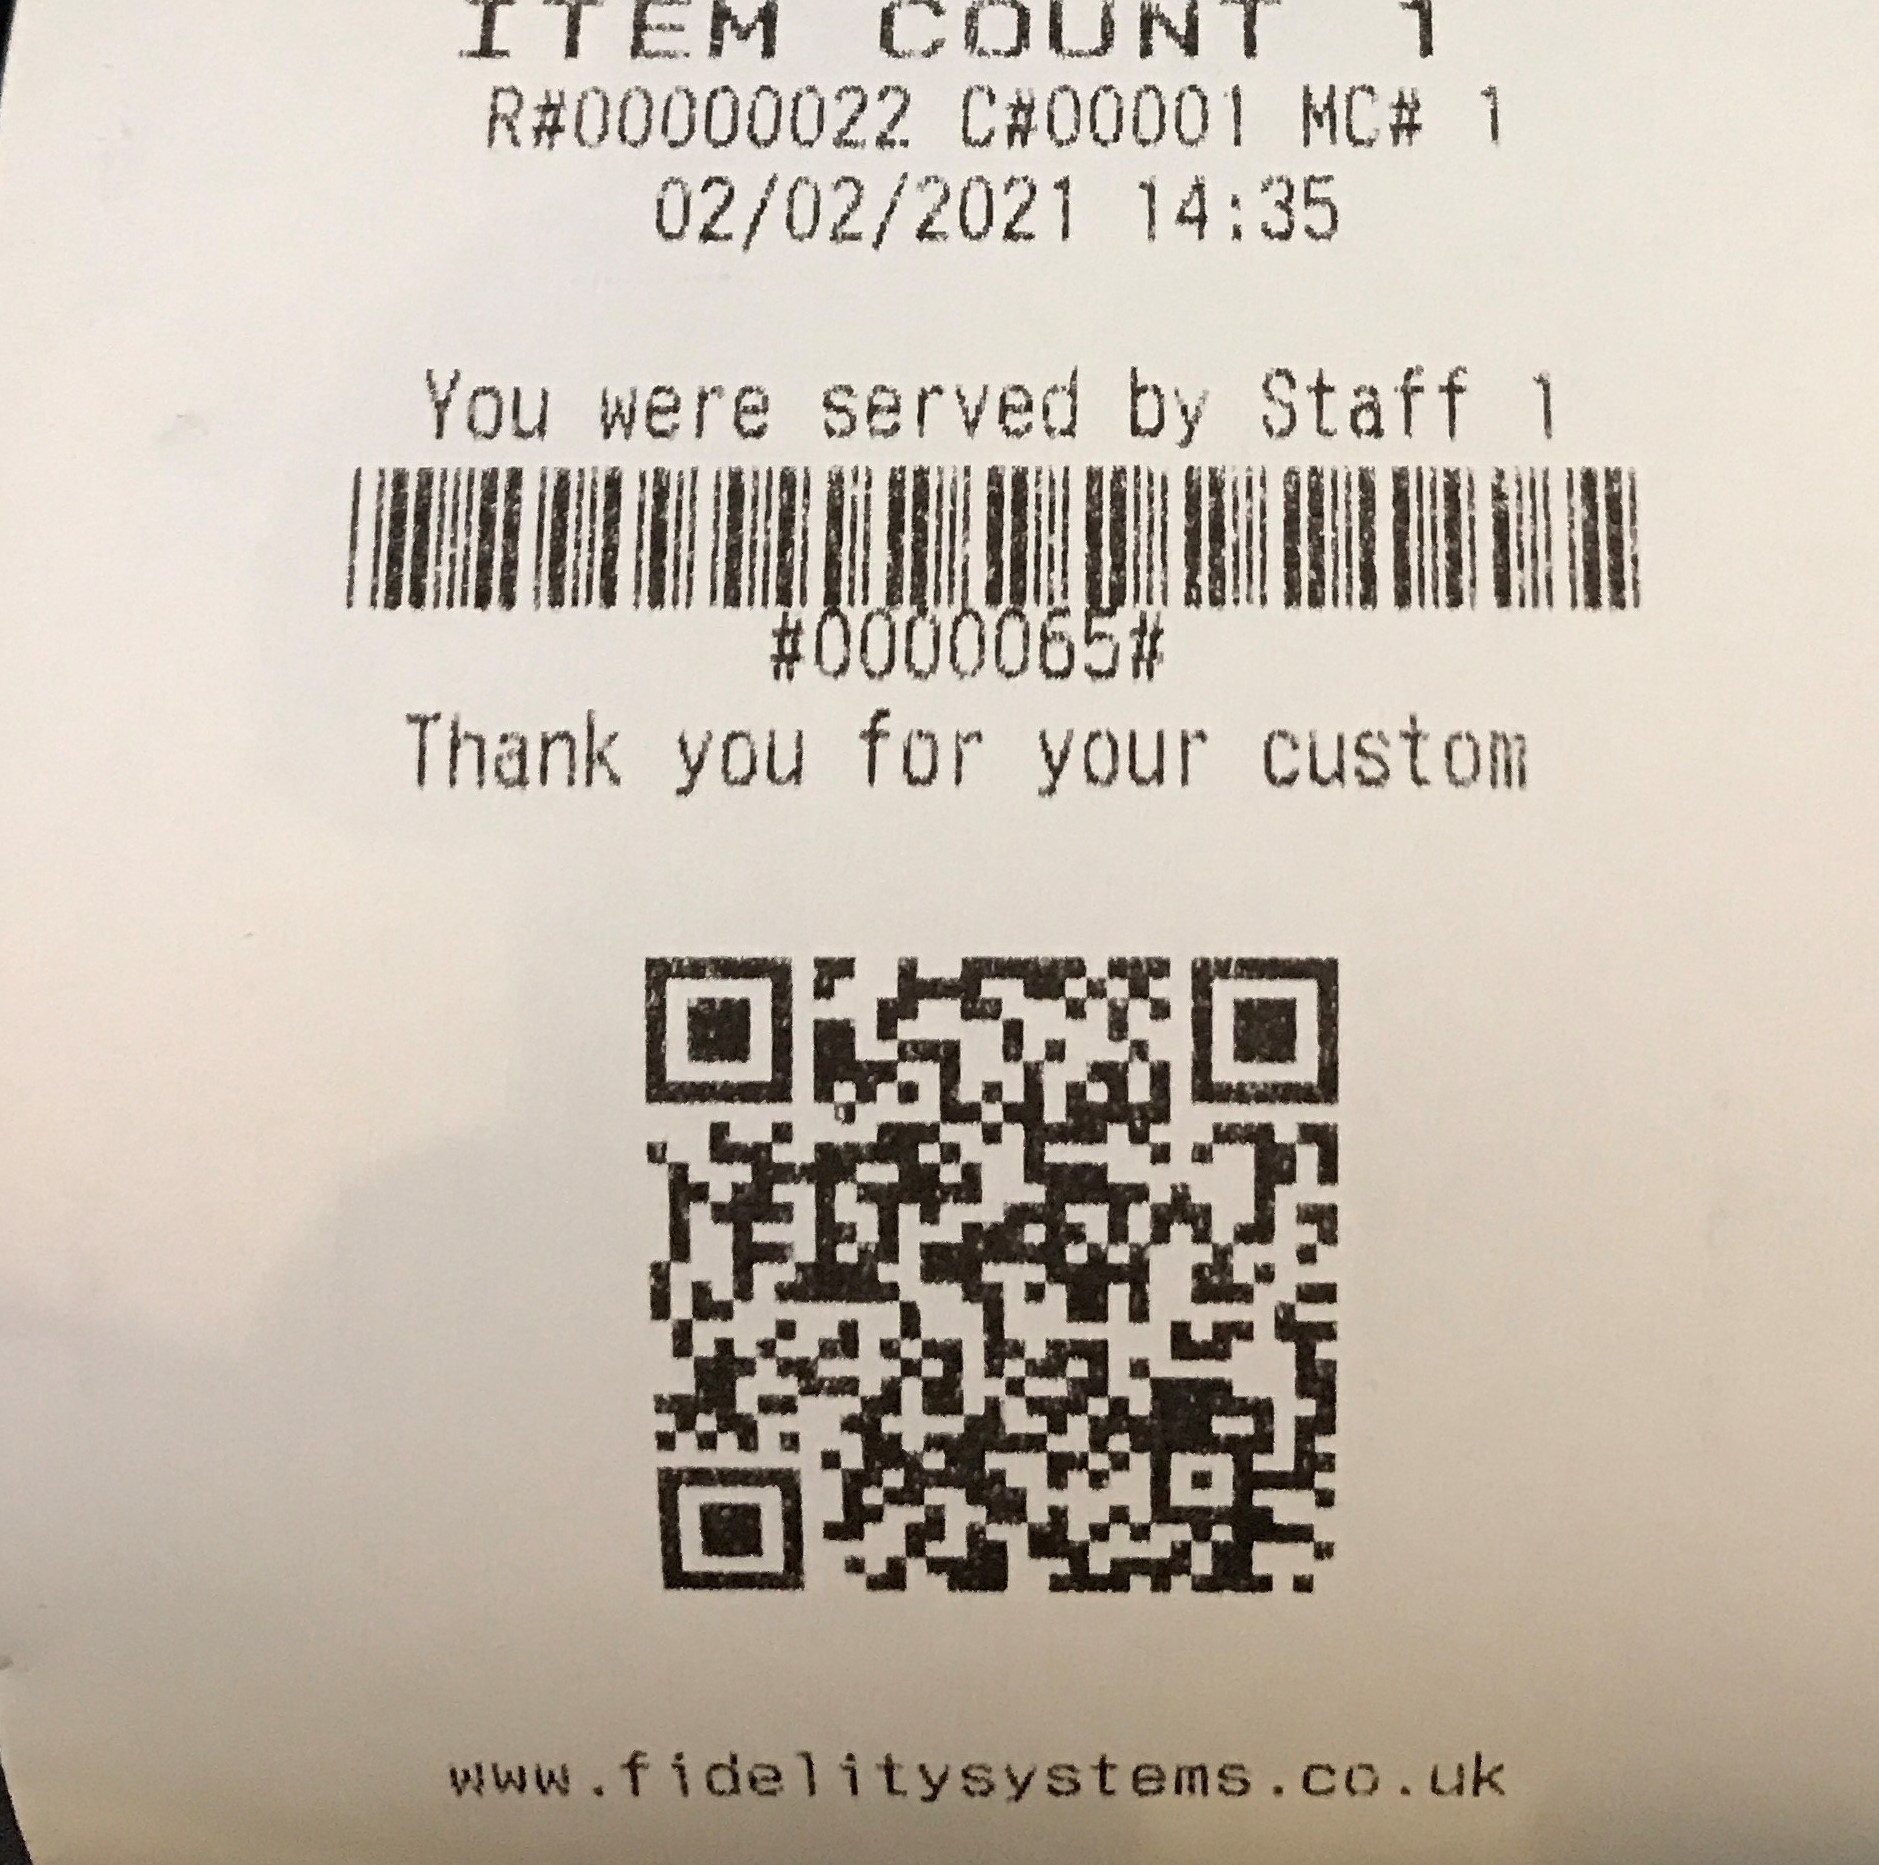 ITEM COUNT 1
R#00000022 C#00001 MC# 1
02/02/2021 14:35
You were served by Staff 1
#0000065#
Thank you for your custom
www.fidelitysystems.co.uk